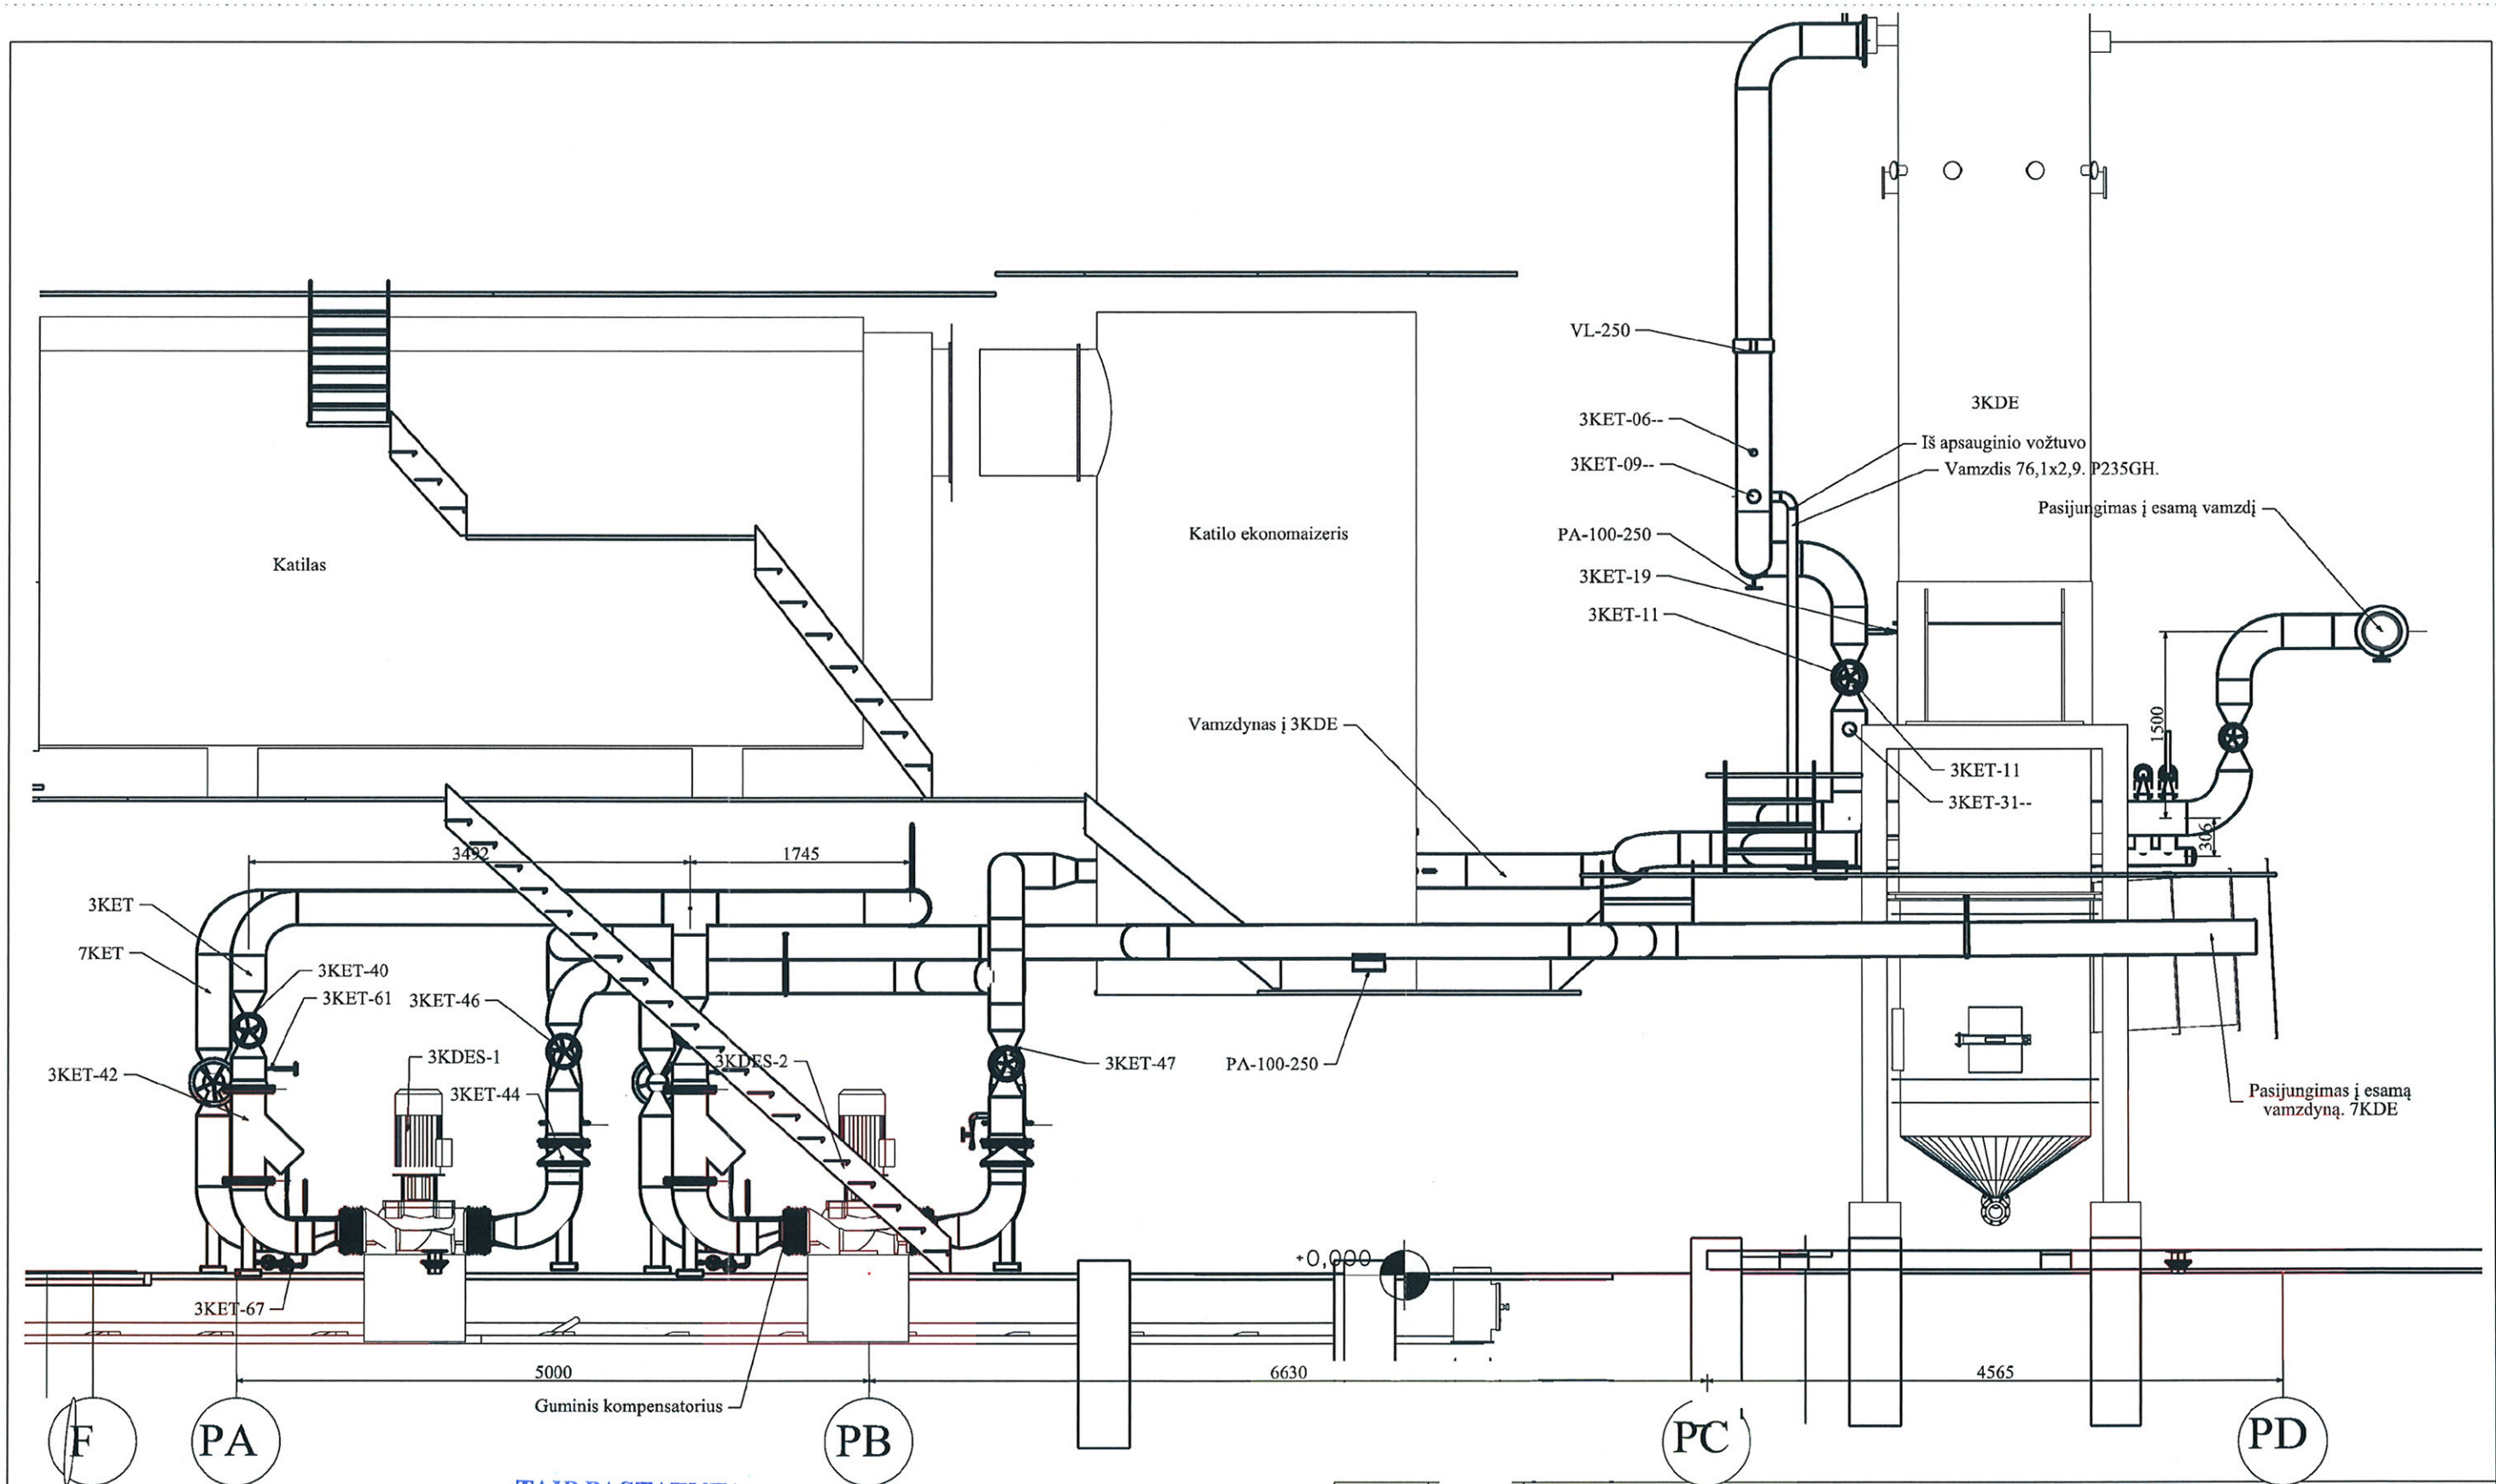 VL-250
3KDE
3KET-06--
Iš apsauginio vožtuvo
3KET-09--
Vamzdis 76,1x2,9. P235GH.
Pasijungimas į esamą vamzdį
PA-100-250
Katilo ekonomaizeris
Katilas
3KET-19
3KET-11
Vamzdynas į 3KDE
1500
3KET-11
3KET-31--
306
3492
1745
3KET
7KET
3KET-40
3KET-61
3KET-46
3KDES-1
3KDES-2
3KET-47
PA-100-250
3KET-42
3KET-44
Pasijungimas į esamą
vamzdyną. 7KDE
+0,000
3KET-67
5000
6630
4565
Guminis kompensatorius
F
PA
PB
PC
PD